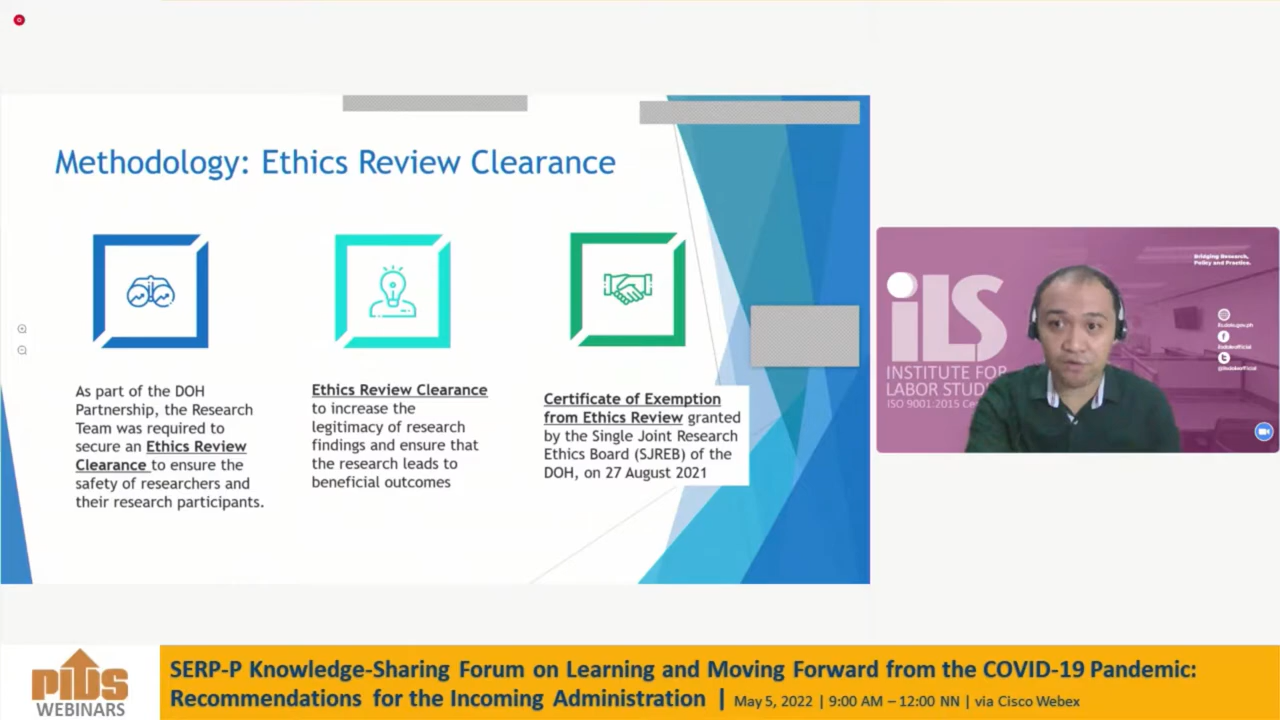 Methodology: Ethics Review Clearance
As part of the DOH
Partnership, the Research
Team was required to
secure an Ethics Review
Clearance to ensure the
safety of researchers and
their research participants.
Ethics Review Clearance
to increase the
legitimacy of research
findings and ensure that
the research leads to
beneficial outcomes
Certificate of Exemption
from Ethics Review granted
by the Single Joint Research
Ethics Board (SJREB) of the
DOH, on 27 August 2021
Bridging Research,
Policy and Practice.
iLS
INSTITUTE FOR
LABOR STUD
ISO 9001:2015 Ce
PIDS
WEBINARS
SERP-P Knowledge-Sharing Forum on Learning and Moving Forward from the COVID-19 Pandemic:
Recommendations for the Incoming Administration | May 5, 2022 | 9:00 AM – 12:00 NN | via Cisco Webex